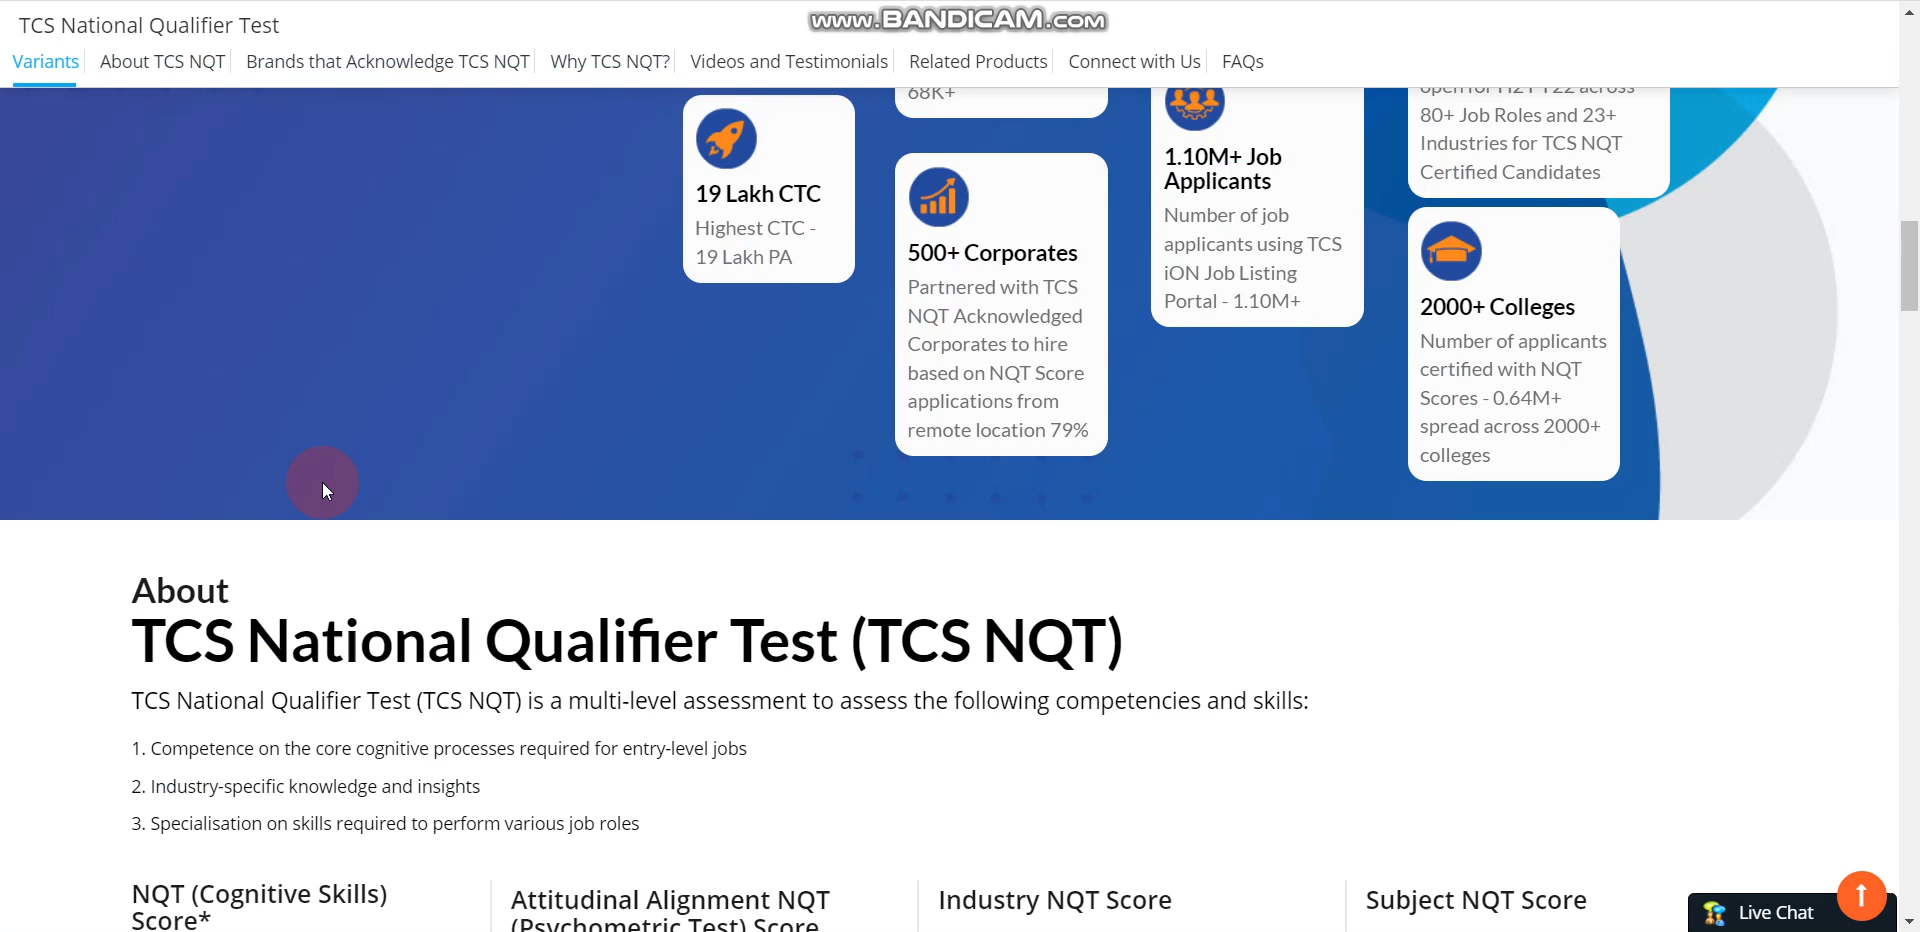 TCS National Qualifier Test
www.BANDICAM.com
Variants
About TCS NQT
Brands that Acknowledge TCS NQT
Why TCS NQT?
Videos and Testimonials
Related Products
Connect with Us
FAQs
19 Lakh CTC
Highest CTC -
19 Lakh PA
68K+
500+ Corporates
Partnered with TCS
NQT Acknowledged
Corporates to hire
based on NQT Score
applications from
remote location 79%
1.10M+ Job
Applicants
Number of job
applicants using TCS
iON Job Listing
Portal - 1.10M+
80+ Job Roles and 23+
Industries for TCS NQT
Certified Candidates
2000+ Colleges
Number of applicants
certified with NQT
Scores - 0.64M+
spread across 2000+
colleges
About
TCS National Qualifier Test (TCS NQT)
TCS National Qualifier Test (TCS NQT) is a multi-level assessment to assess the following competencies and skills:
1. Competence on the core cognitive processes required for entry-level jobs
2. Industry-specific knowledge and insights
3. Specialisation on skills required to perform various job roles
NQT (Cognitive Skills)
Score*
Attitudinal Alignment NQT
(Psychometric Test) Score
Industry NQT Score
Subject NQT Score
Live Chat